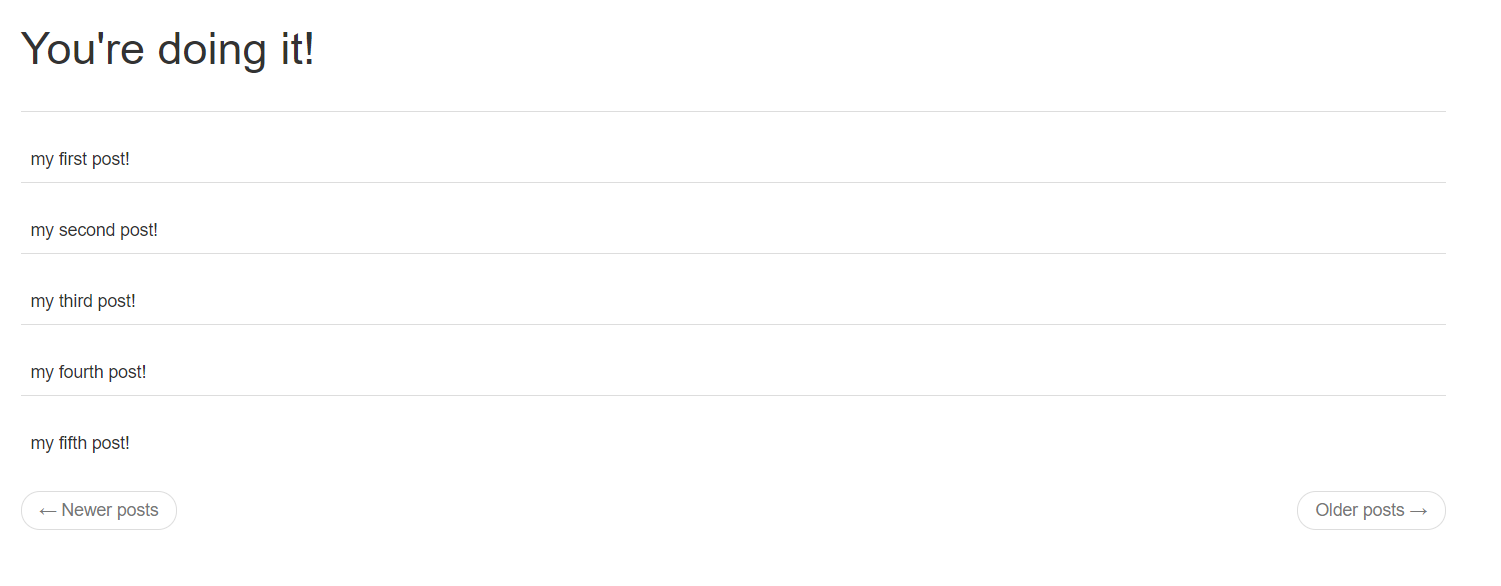 You're doing it!
my first post!
my second post!
my third post!
my fourth post!
my fifth post!
← Newer posts
Older posts →